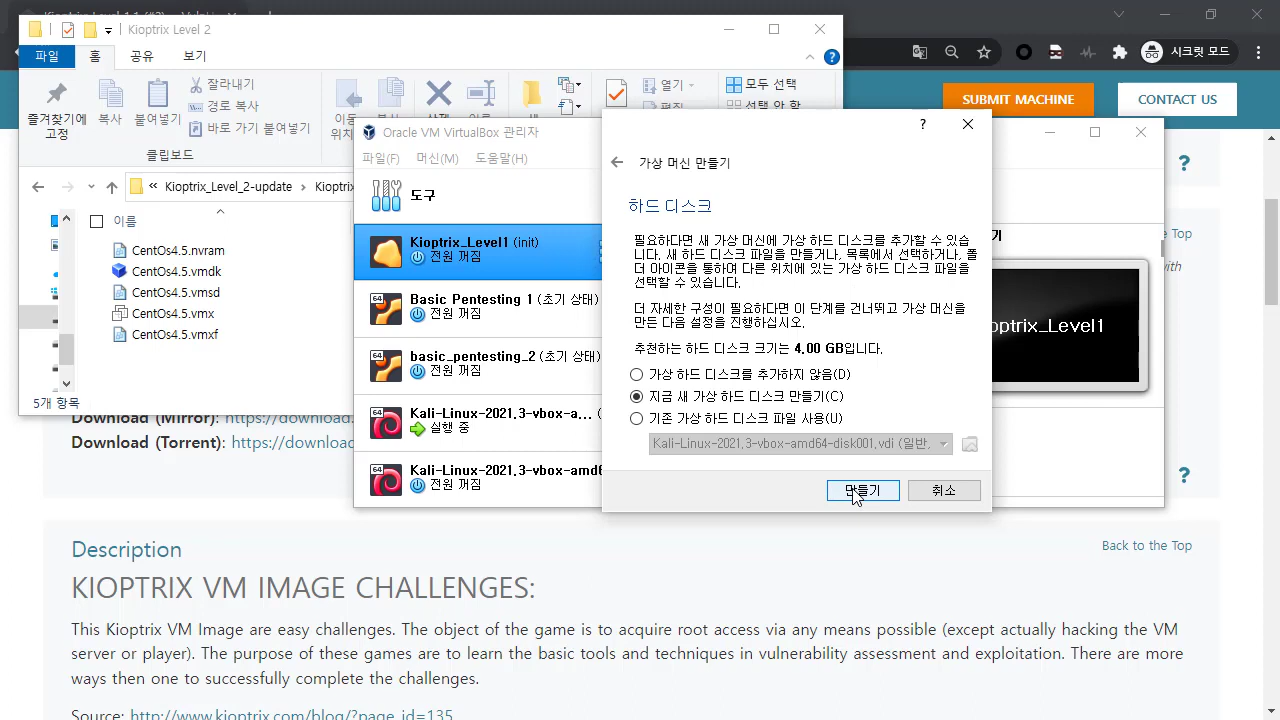 Kioptrix Level 2
파일
홈
공유
보기
즐겨찾기에
고정
복사
붙여넣기
잘라내기
경로 복사
바로 가기 붙여넣기
클립보드
열기
모두 선택
시크릿 모드
SUBMIT MACHINE
CONTACT US
« Kioptrix_Level_2-update >
이름
CentOs4.5.nvram
CentOs4.5.vmdk
CentOs4.5.vmsd
CentOs4.5.vmx
CentOs4.5.vmxf
5개 항목
Oracle VM VirtualBox 관리자
파일(F)
머신(M)
도움말(H)
도구
Kioptrix_Level1 (init)
전원 꺼짐
64
Basic Pentesting 1 (초기 상태)
전원 꺼짐
64
basic_pentesting_2 (초기 상태)
전원 꺼짐
64
Kali-Linux-2021.3-vbox-a... (
실행 중
64
Kali-Linux-2021.3-vbox-amd6
전원 꺼짐
?
가상 머신 만들기
하드 디스크
필요하다면 새 가상 머신에 가상 하드 디스크를 추가할 수 있습
니다. 새 하드 디스크 파일을 만들거나, 목록에서 선택하거나, 폴
더 아이콘을 통하여 다른 위치에 있는 가상 하드 디스크 파일을
선택할 수 있습니다.
더 자세한 구성이 필요하다면 이 단계를 건너뛰고 가상 머신을
만든 다음 설정을 진행하십시오.
추천하는 하드 디스크 크기는 4.00 GB입니다.
가상 하드 디스크를 추가하지 않음(D)
지금 새 가상 하드 디스크 만들기(C)
기존 가상 하드 디스크 파일 사용(U)
Kali-Linux-2021.3-vbox-amd64-disk001.vdi (일반,
만들기
취소
optrix_Level1
Top
with
Download (Mirror): https://download.
Download (Torrent): https://download
Description
Back to the Top
KIOPTRIX VM IMAGE CHALLENGES:
This Kioptrix VM Image are easy challenges. The object of the game is to acquire root access via any means possible (except actually hacking the VM
server or player). The purpose of these games are to learn the basic tools and techniques in vulnerability assessment and exploitation. There are more
ways then one to successfully complete the challenges.
Source: http://www.kioptrix.com/blog/?page_id=135